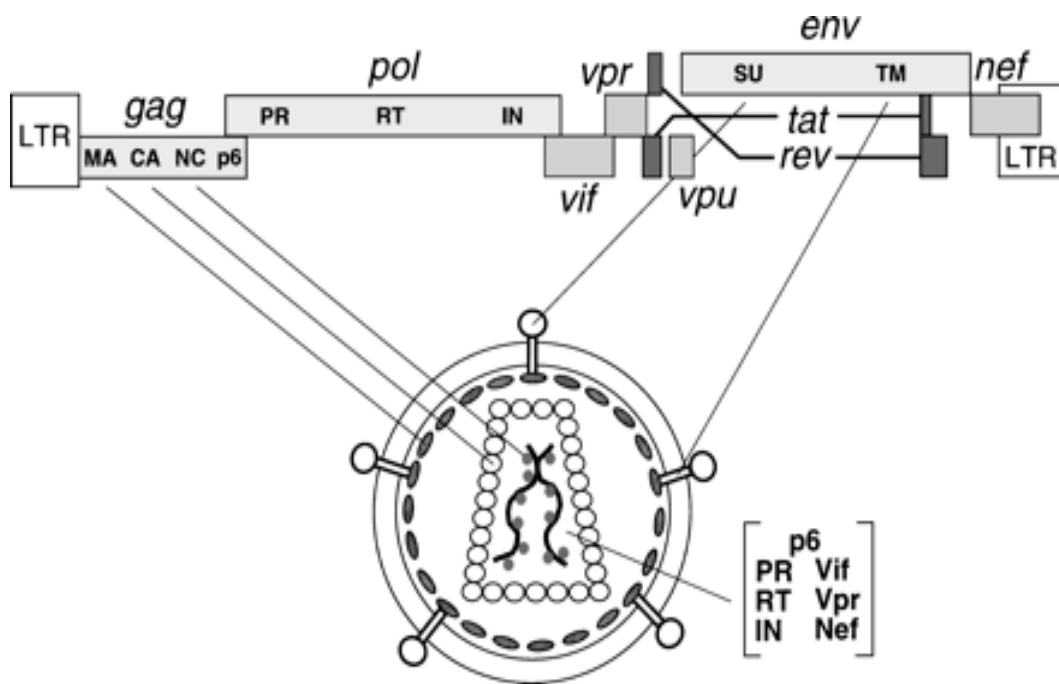 env
pol
vpr
SU
TM
nef
gag
PR
RT
IN
LTR
tat
MA CA NC p6
rev
LTR
vif
vpu
p6
PR Vif
RT Vpr
IN Nef